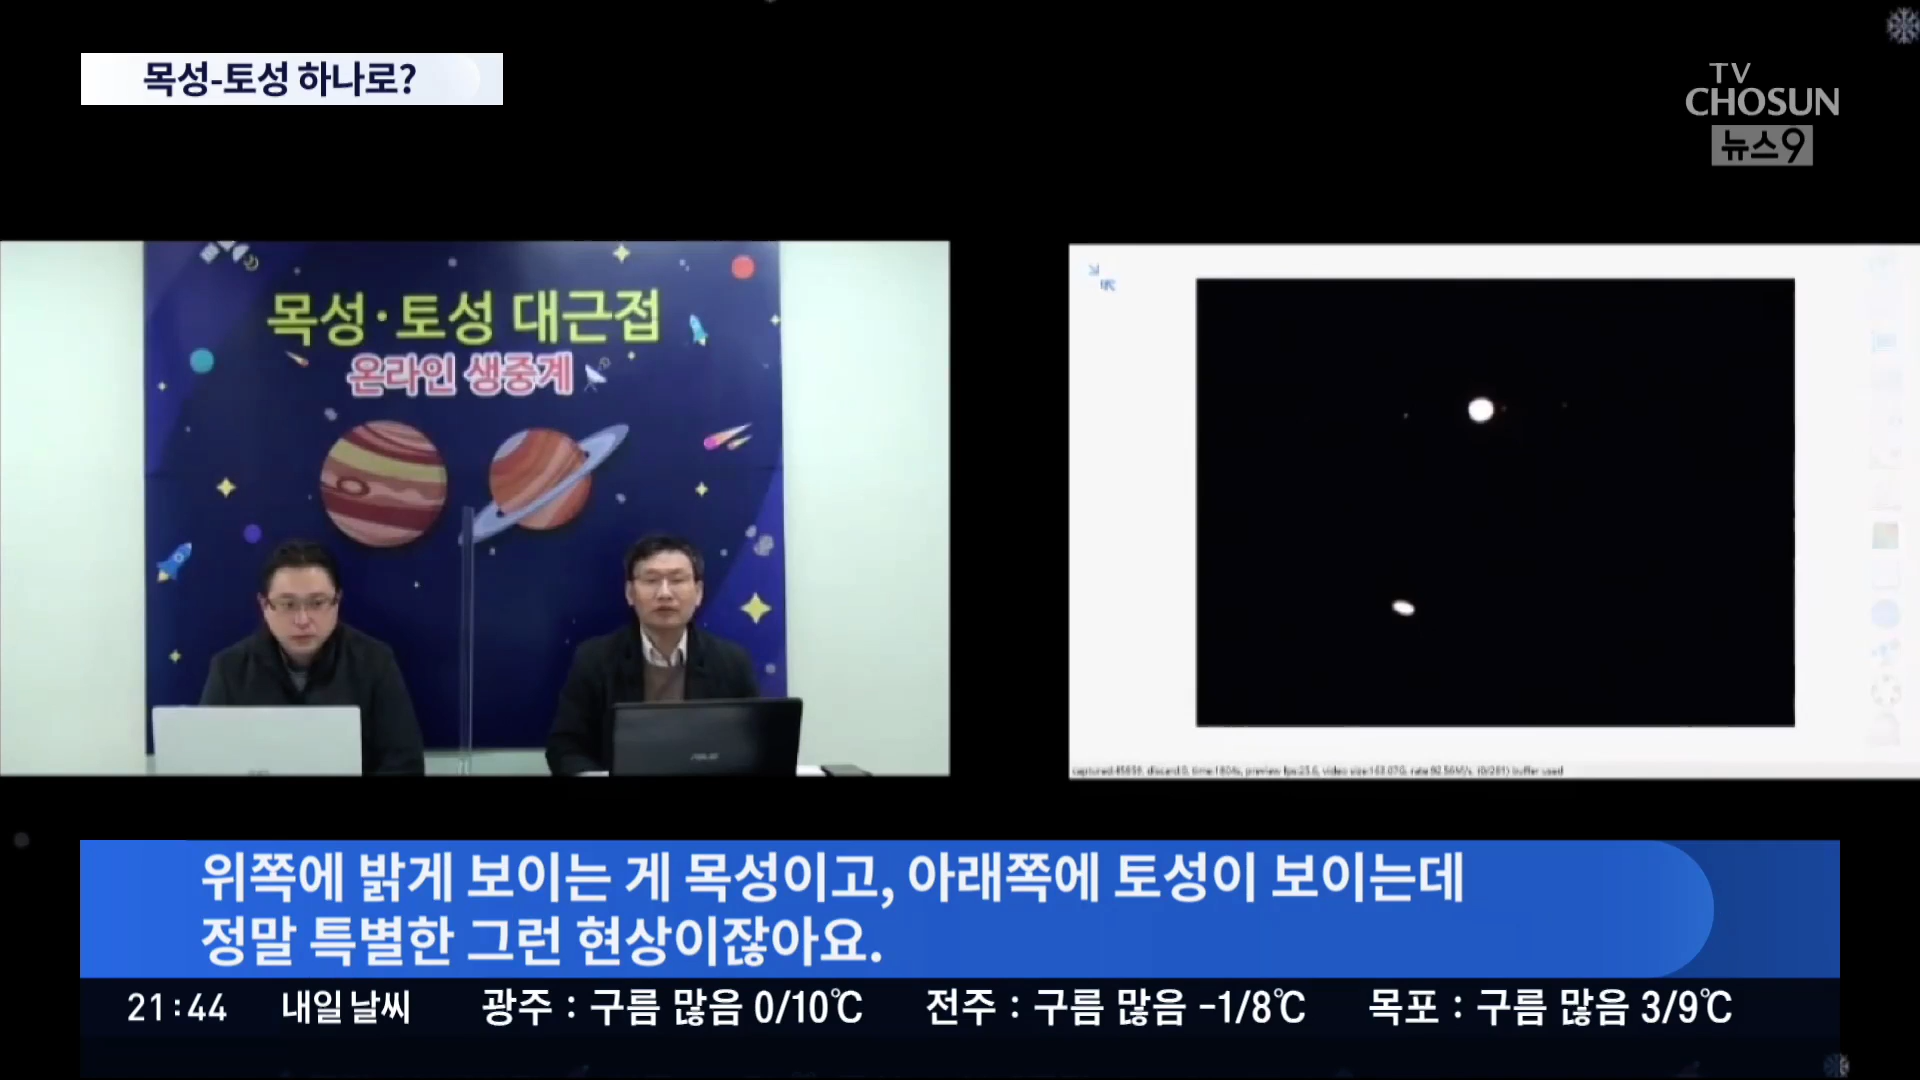 목성-토성 하나로?
TV
CHOSUN
뉴스9
목성·토성 대근접
온라인 생중계
ASUS
위쪽에 밝게 보이는 게 목성이고, 아래쪽에 토성이 보이는데
정말 특별한 그런 현상이잖아요.
21:44 내일 날씨 광주 : 구름 많음 0/10℃ 전주 : 구름 많음 -1/8℃ 목포 : 구름 많음 3/9℃